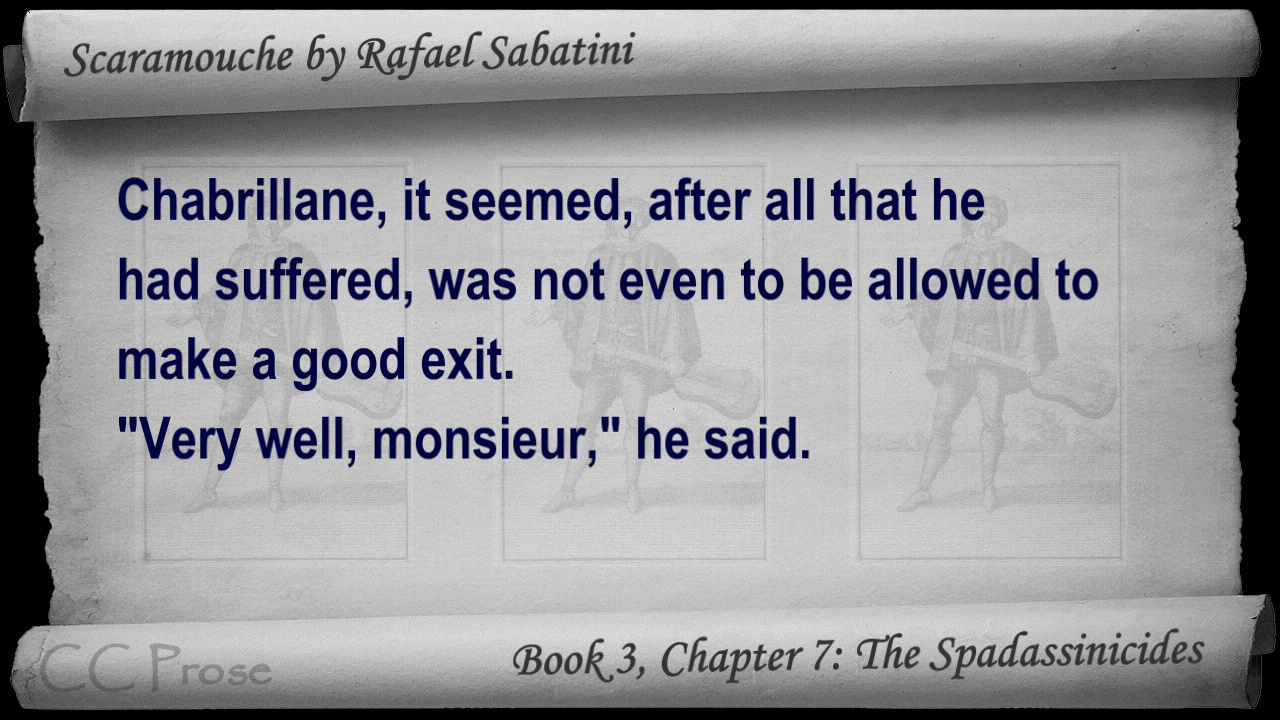 Scaramouche by Rafael Sabatini
Chabrillane, it seemed, after all that he
had suffered, was not even to be allowed to
make a good exit.
"Very well, monsieur," he said.
CC Prose
Book 3, Chapter 7: The Spadassinicides